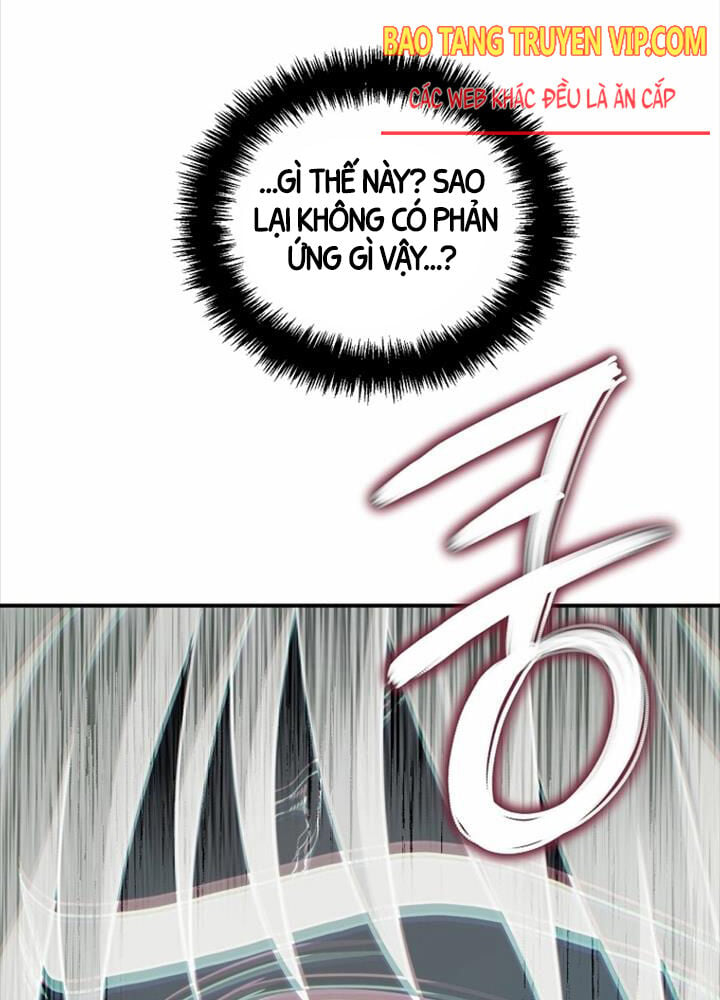 BAO TANG TRUYEN VIP.COM
CÁC WEB KHÁC ĐỀU LÀ ĂN CẮP
...GÌ THẾ NÀY? SAO
LẠI KHÔNG CÓ PHẢN
ỨNG GÌ VẬY...?
쿵